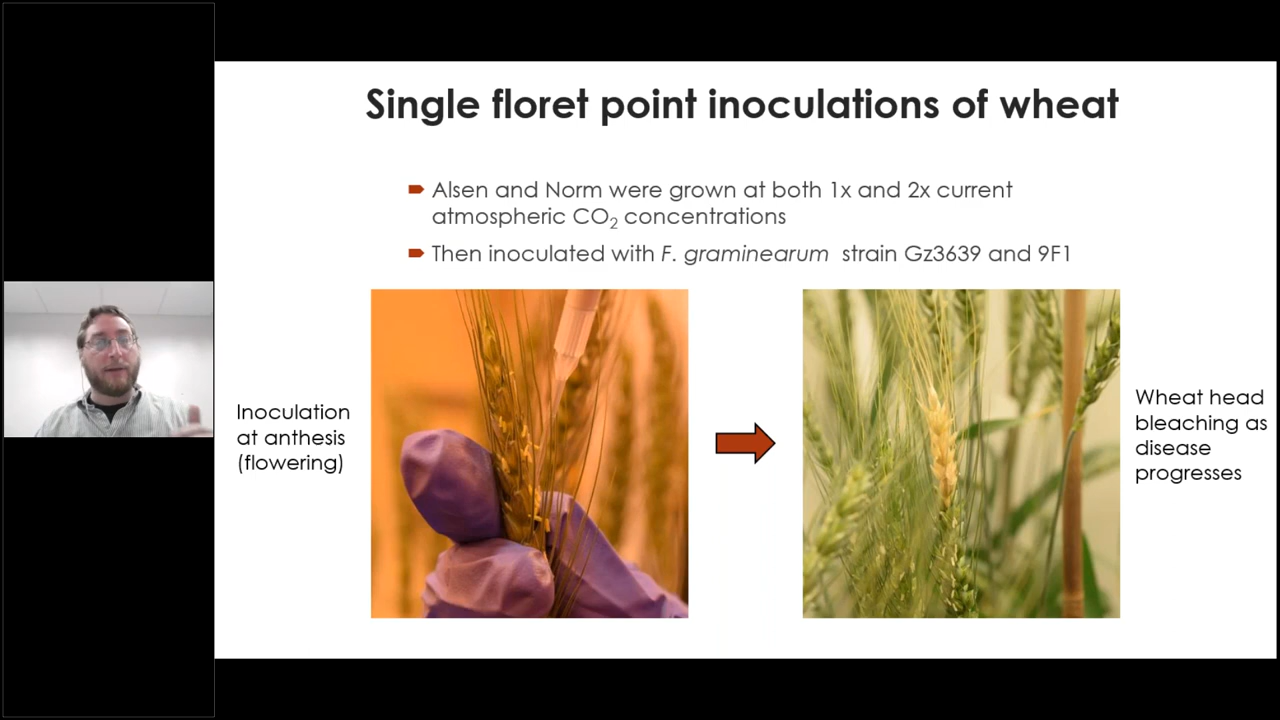 Single floret point inoculations of wheat
Alsen and Norm were grown at both 1x and 2x current
atmospheric CO₂ concentrations
Then inoculated with F. graminearum strain Gz3639 and 9F1
Inoculation
at anthesis
(flowering)
Wheat head
bleaching as
disease
progresses